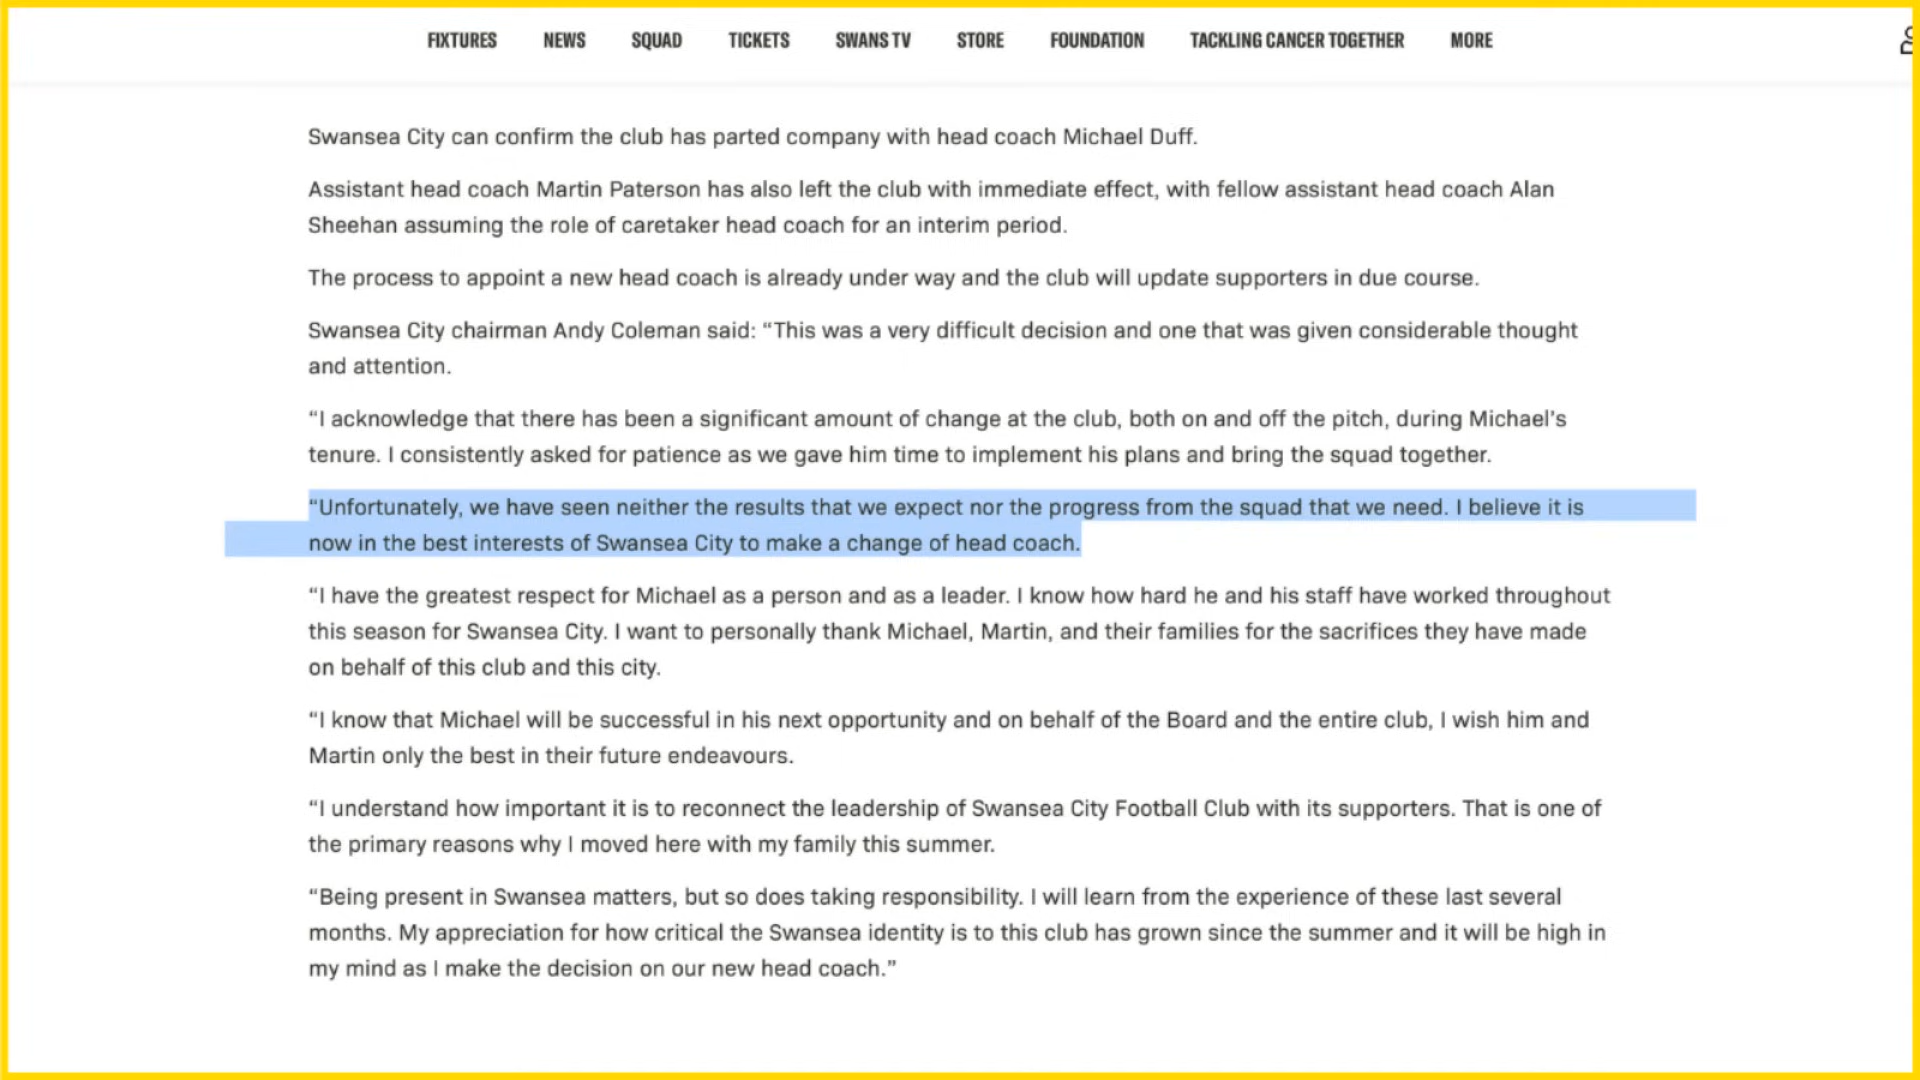 FIXTURES NEWS SQUAD TICKETS SWANS TV STORE FOUNDATION TACKLING CANCER TOGETHER MORE
Swansea City can confirm the club has parted company with head coach Michael Duff.
Assistant head coach Martin Paterson has also left the club with immediate effect, with fellow assistant head coach Alan
Sheehan assuming the role of caretaker head coach for an interim period.
The process to appoint a new head coach is already under way and the club will update supporters in due course.
Swansea City chairman Andy Coleman said: “This was a very difficult decision and one that was given considerable thought
and attention.
“I acknowledge that there has been a significant amount of change at the club, both on and off the pitch, during Michael’s
tenure. I consistently asked for patience as we gave him time to implement his plans and bring the squad together.
“Unfortunately, we have seen neither the results that we expect nor the progress from the squad that we need. I believe it is
now in the best interests of Swansea City to make a change of head coach.
“I have the greatest respect for Michael as a person and as a leader. I know how hard he and his staff have worked throughout
this season for Swansea City. I want to personally thank Michael, Martin, and their families for the sacrifices they have made
on behalf of this club and this city.
“I know that Michael will be successful in his next opportunity and on behalf of the Board and the entire club, I wish him and
Martin only the best in their future endeavours.
“I understand how important it is to reconnect the leadership of Swansea City Football Club with its supporters. That is one of
the primary reasons why I moved here with my family this summer.
“Being present in Swansea matters, but so does taking responsibility. I will learn from the experience of these last several
months. My appreciation for how critical the Swansea identity is to this club has grown since the summer and it will be high in
my mind as I make the decision on our new head coach.”